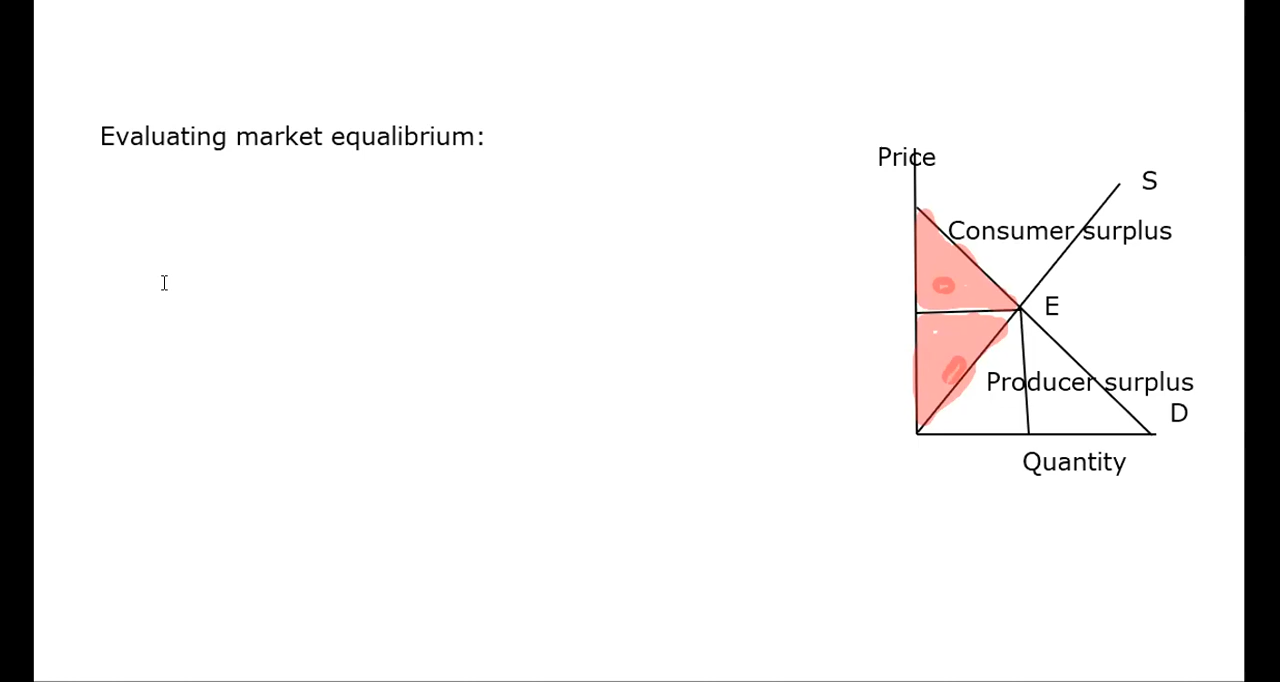 Evaluating market equalibrium:
Price
S
Consumer surplus
E
Producer surplus
D
Quantity